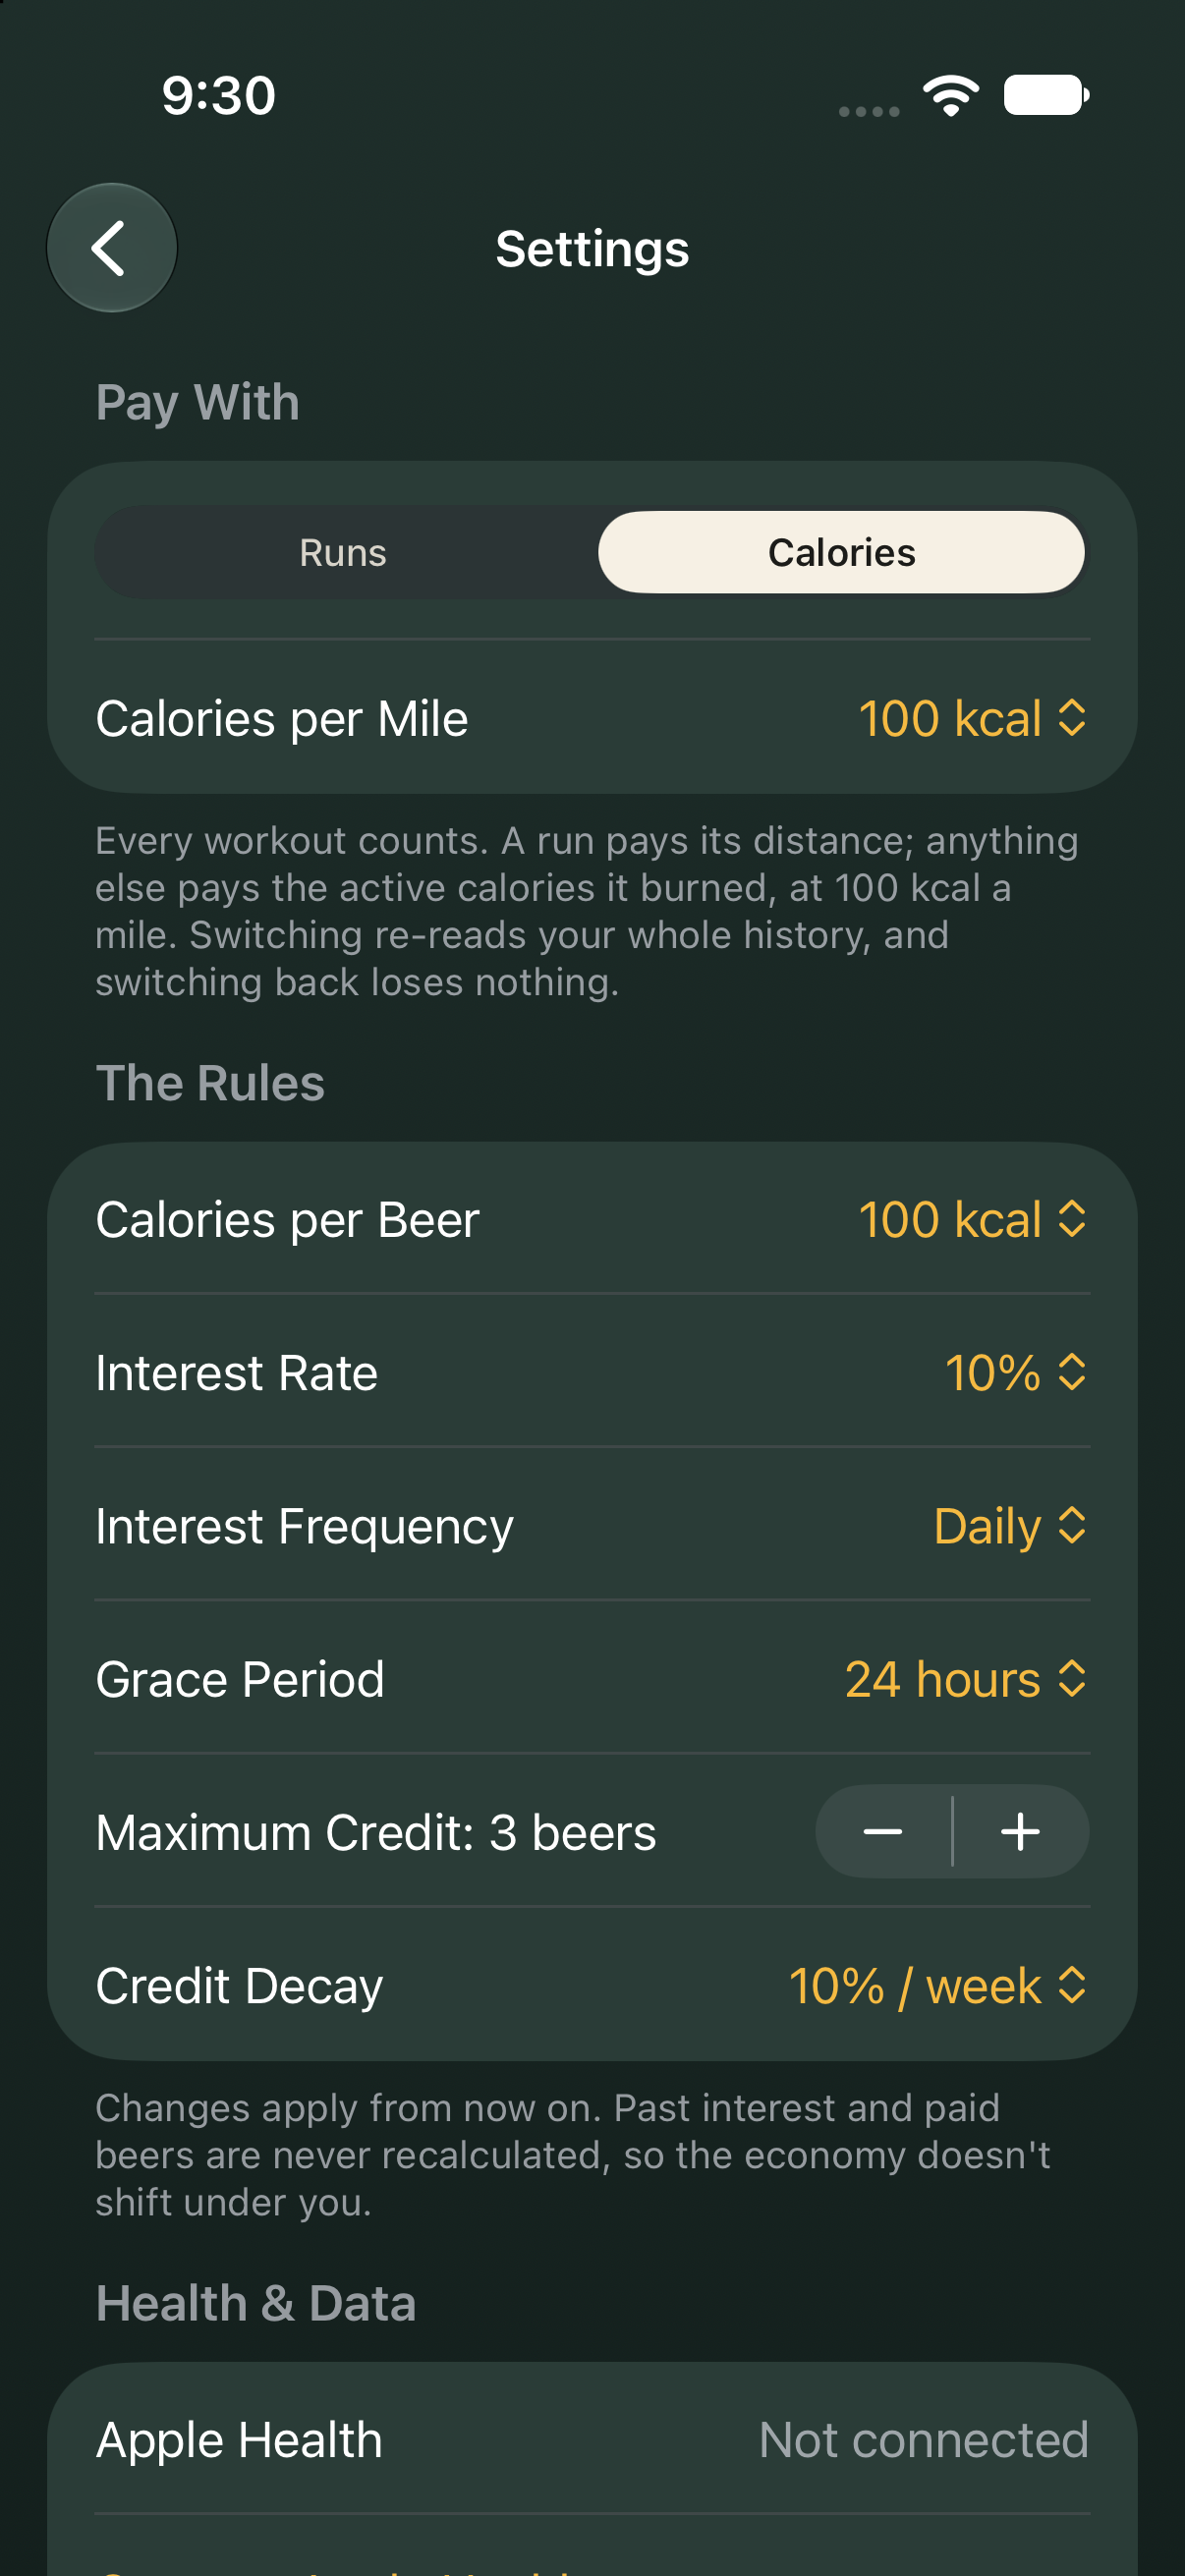 9:30
Settings
Pay With
Runs
Calories
Calories per Mile
100 kcal
Every workout counts. A run pays its distance; anything
else pays the active calories it burned, at 100 kcal a
mile. Switching re-reads your whole history, and
switching back loses nothing.
The Rules
Calories per Beer
100 kcal
Interest Rate
10%
Interest Frequency
Daily
Grace Period
24 hours
Maximum Credit: 3 beers
Credit Decay
10% / week
Changes apply from now on. Past interest and paid
beers are never recalculated, so the economy doesn't
shift under you.
Health & Data
Apple Health
Not connected